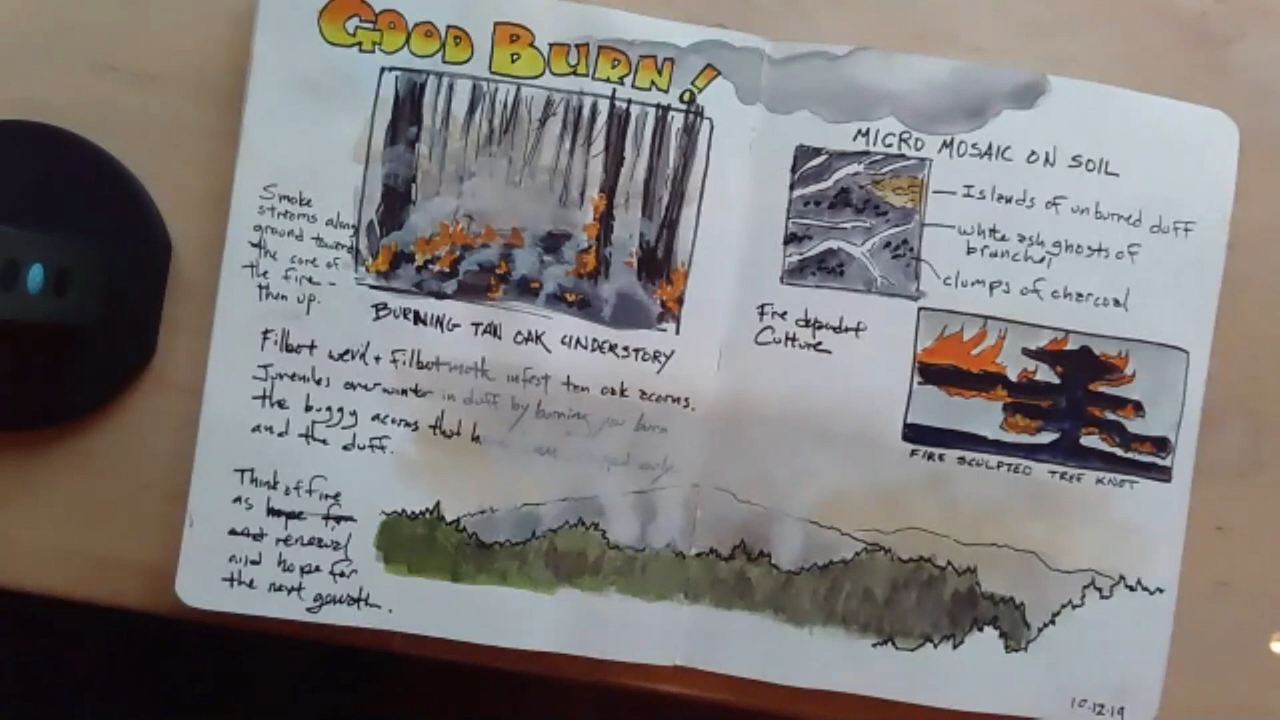 GOOD BURN!
Smoke
streams along
ground toward
the core of
the fire -
then up.
BURNING TAN OAK UNDERSTORY
Filbot wevil + filbotmoth infest tan oak acorns.
Juveniles overwinter in duff by burning you burn
the buggy acorns that h
and the duff.
Think of fire
as hope for
and renewal
and hope for
the next growth.
MICRO MOSAIC ON SOIL
Islands of unburned duff
white ash ghosts of
branches
clumps of charcoal
Fire dependent
Culture
FIRE SCULPTED TREE KNOT
10.12.19